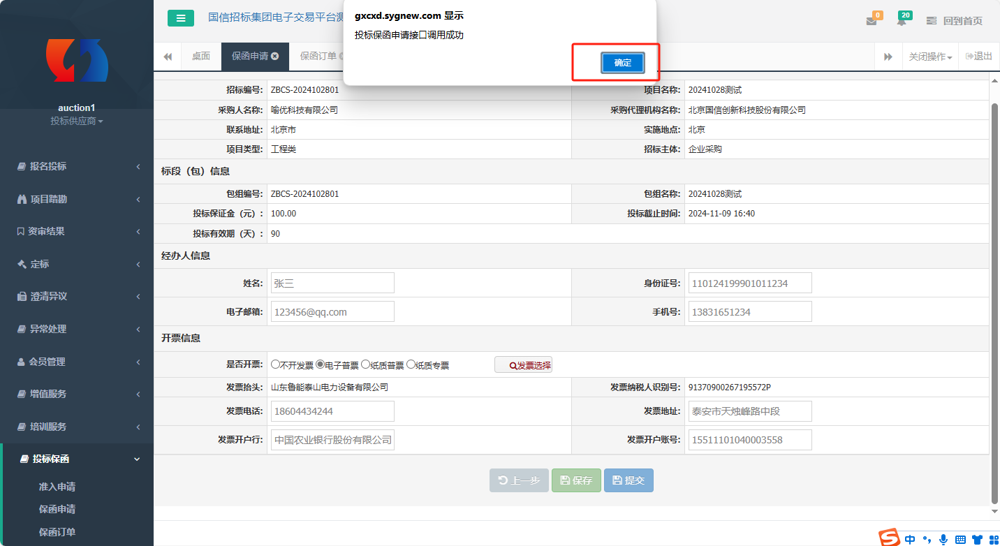 国信招标集团电子交易平台测
gxcxd.sygnew.com 显示
投标保函申请接口调用成功
确定
0
20
回到首页
桌面
保函申请
保函订单
关闭操作
退出
auction1
投标供应商
报名投标
项目踏勘
资审结果
定标
澄清异议
异常处理
会员管理
增值服务
培训服务
投标保函
准入申请
保函申请
保函订单
招标编号: ZBCS-2024102801 项目名称: 20241028测试
采购人名称: 喻优科技有限公司 采购代理机构名称: 北京国信创新科技股份有限公司
联系地址: 北京市 实施地点: 北京
项目类型: 工程类 招标主体: 企业采购
标段（包）信息
包组编号: ZBCS-2024102801 包组名称: 20241028测试
投标保证金（元）: 100.00 投标截止时间: 2024-11-09 16:40
投标有效期（天）: 90
经办人信息
姓名: 张三 身份证号: 110124199901011234
电子邮箱: 123456@qq.com 手机号: 13831651234
开票信息
是否开票: 不开发票 电子普票 纸质普票 纸质专票 发票选择
发票抬头: 山东鲁能泰山电力设备有限公司 发票纳税人识别号: 91370900267195572P
发票电话: 18604434244 发票地址: 泰安市天烛峰路中段
发票开户行: 中国农业银行股份有限公司 发票开户账号: 15511101040003558
上一步 保存 提交
中